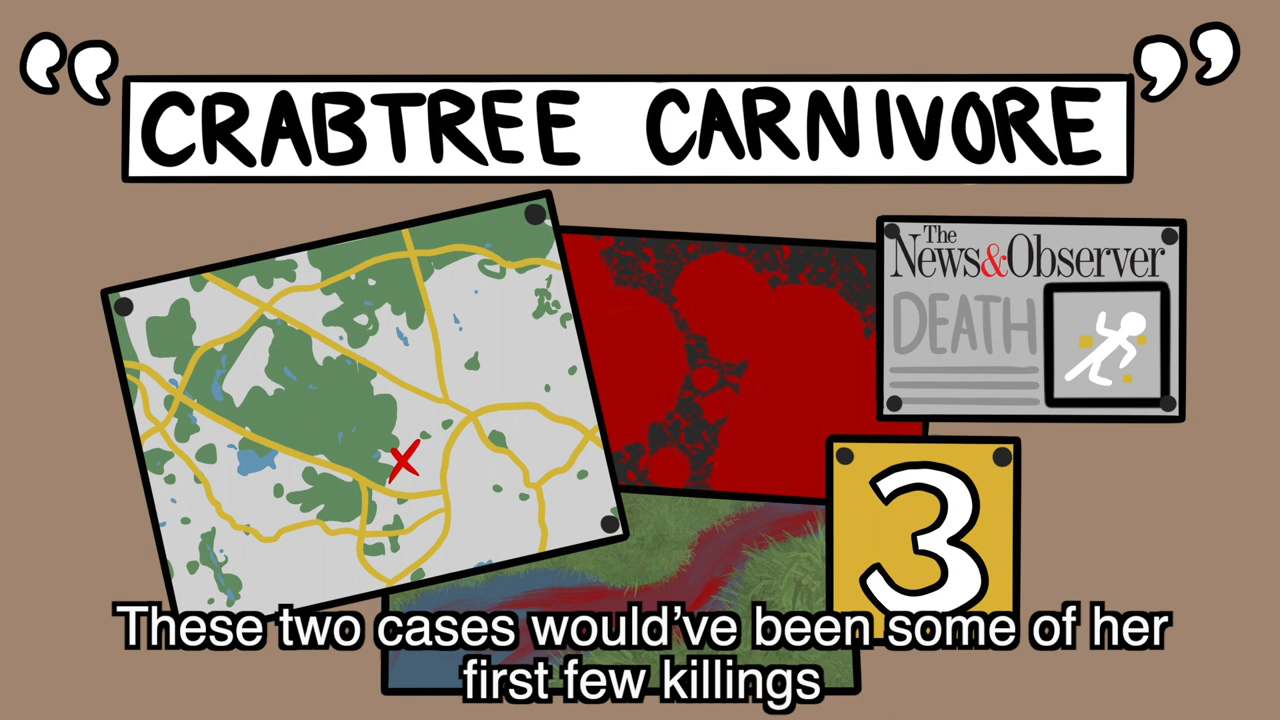 “CRABTREE CARNIVORE”
The
News&Observer
DEATH
3
These two cases would’ve been some of her
first few killings